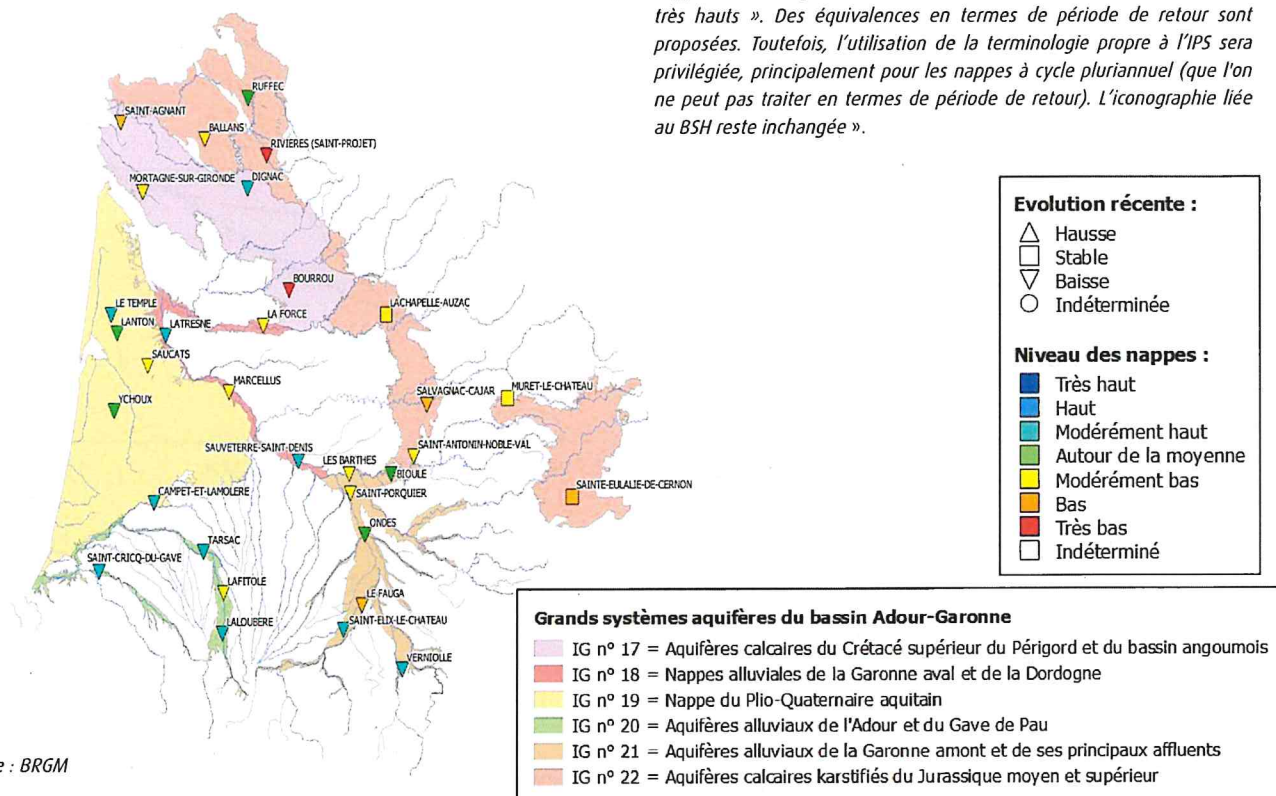 très hauts ». Des équivalences en termes de période de retour sont
proposées. Toutefois, l'utilisation de la terminologie propre à l'IPS sera
privilégiée, principalement pour les nappes à cycle pluriannuel (que l'on
ne peut pas traiter en termes de période de retour). L'iconographie liée
au BSH reste inchangée ».
RUFFEC
SAINT-AGNANT
BALLANS
RIVIERES (SAINT-PROJET)
MORTAGNE-SUR-GIRONDE
DIGNAC
BOURROU
LE TEMPLE
LANTON
LATRESNE
LA FORCE
LACHAPELLE-AUZAC
SAUCATS
MARCELLUS
YCHOUX
SALVAGNAC-CAJAR
MURET-LE-CHATEAU
SAUVETERRE-SAINT-DENIS
LES BARTHES
SAINT-ANTONIN-NOBLE-VAL
BIOULE
SAINT-PORQUIER
SAINTE-EULALIE-DE-CERNON
CAMPET-ET-LAMOLERE
ONDES
TARSAC
SAINT-CRICQ-DU-GAVE
LAFITOLE
LE FAUGA
LALOUBERE
SAINT-ELIX-LE-CHATEAU
VERNIOLLE
Evolution récente :
Hausse
Stable
Baisse
Indéterminée
Niveau des nappes :
Très haut
Haut
Modérément haut
Autour de la moyenne
Modérément bas
Bas
Très bas
Indéterminé
Grands systèmes aquifères du bassin Adour-Garonne
IG nº 17 = Aquifères calcaires du Crétacé supérieur du Périgord et du bassin angoumois
IG nº 18 = Nappes alluviales de la Garonne aval et de la Dordogne
IG nº 19 = Nappe du Plio-Quaternaire aquitain
IG nº 20 = Aquifères alluviaux de l'Adour et du Gave de Pau
IG nº 21 = Aquifères alluviaux de la Garonne amont et de ses principaux affluents
IG nº 22 = Aquifères calcaires karstifiés du Jurassique moyen et supérieur
e : BRGM